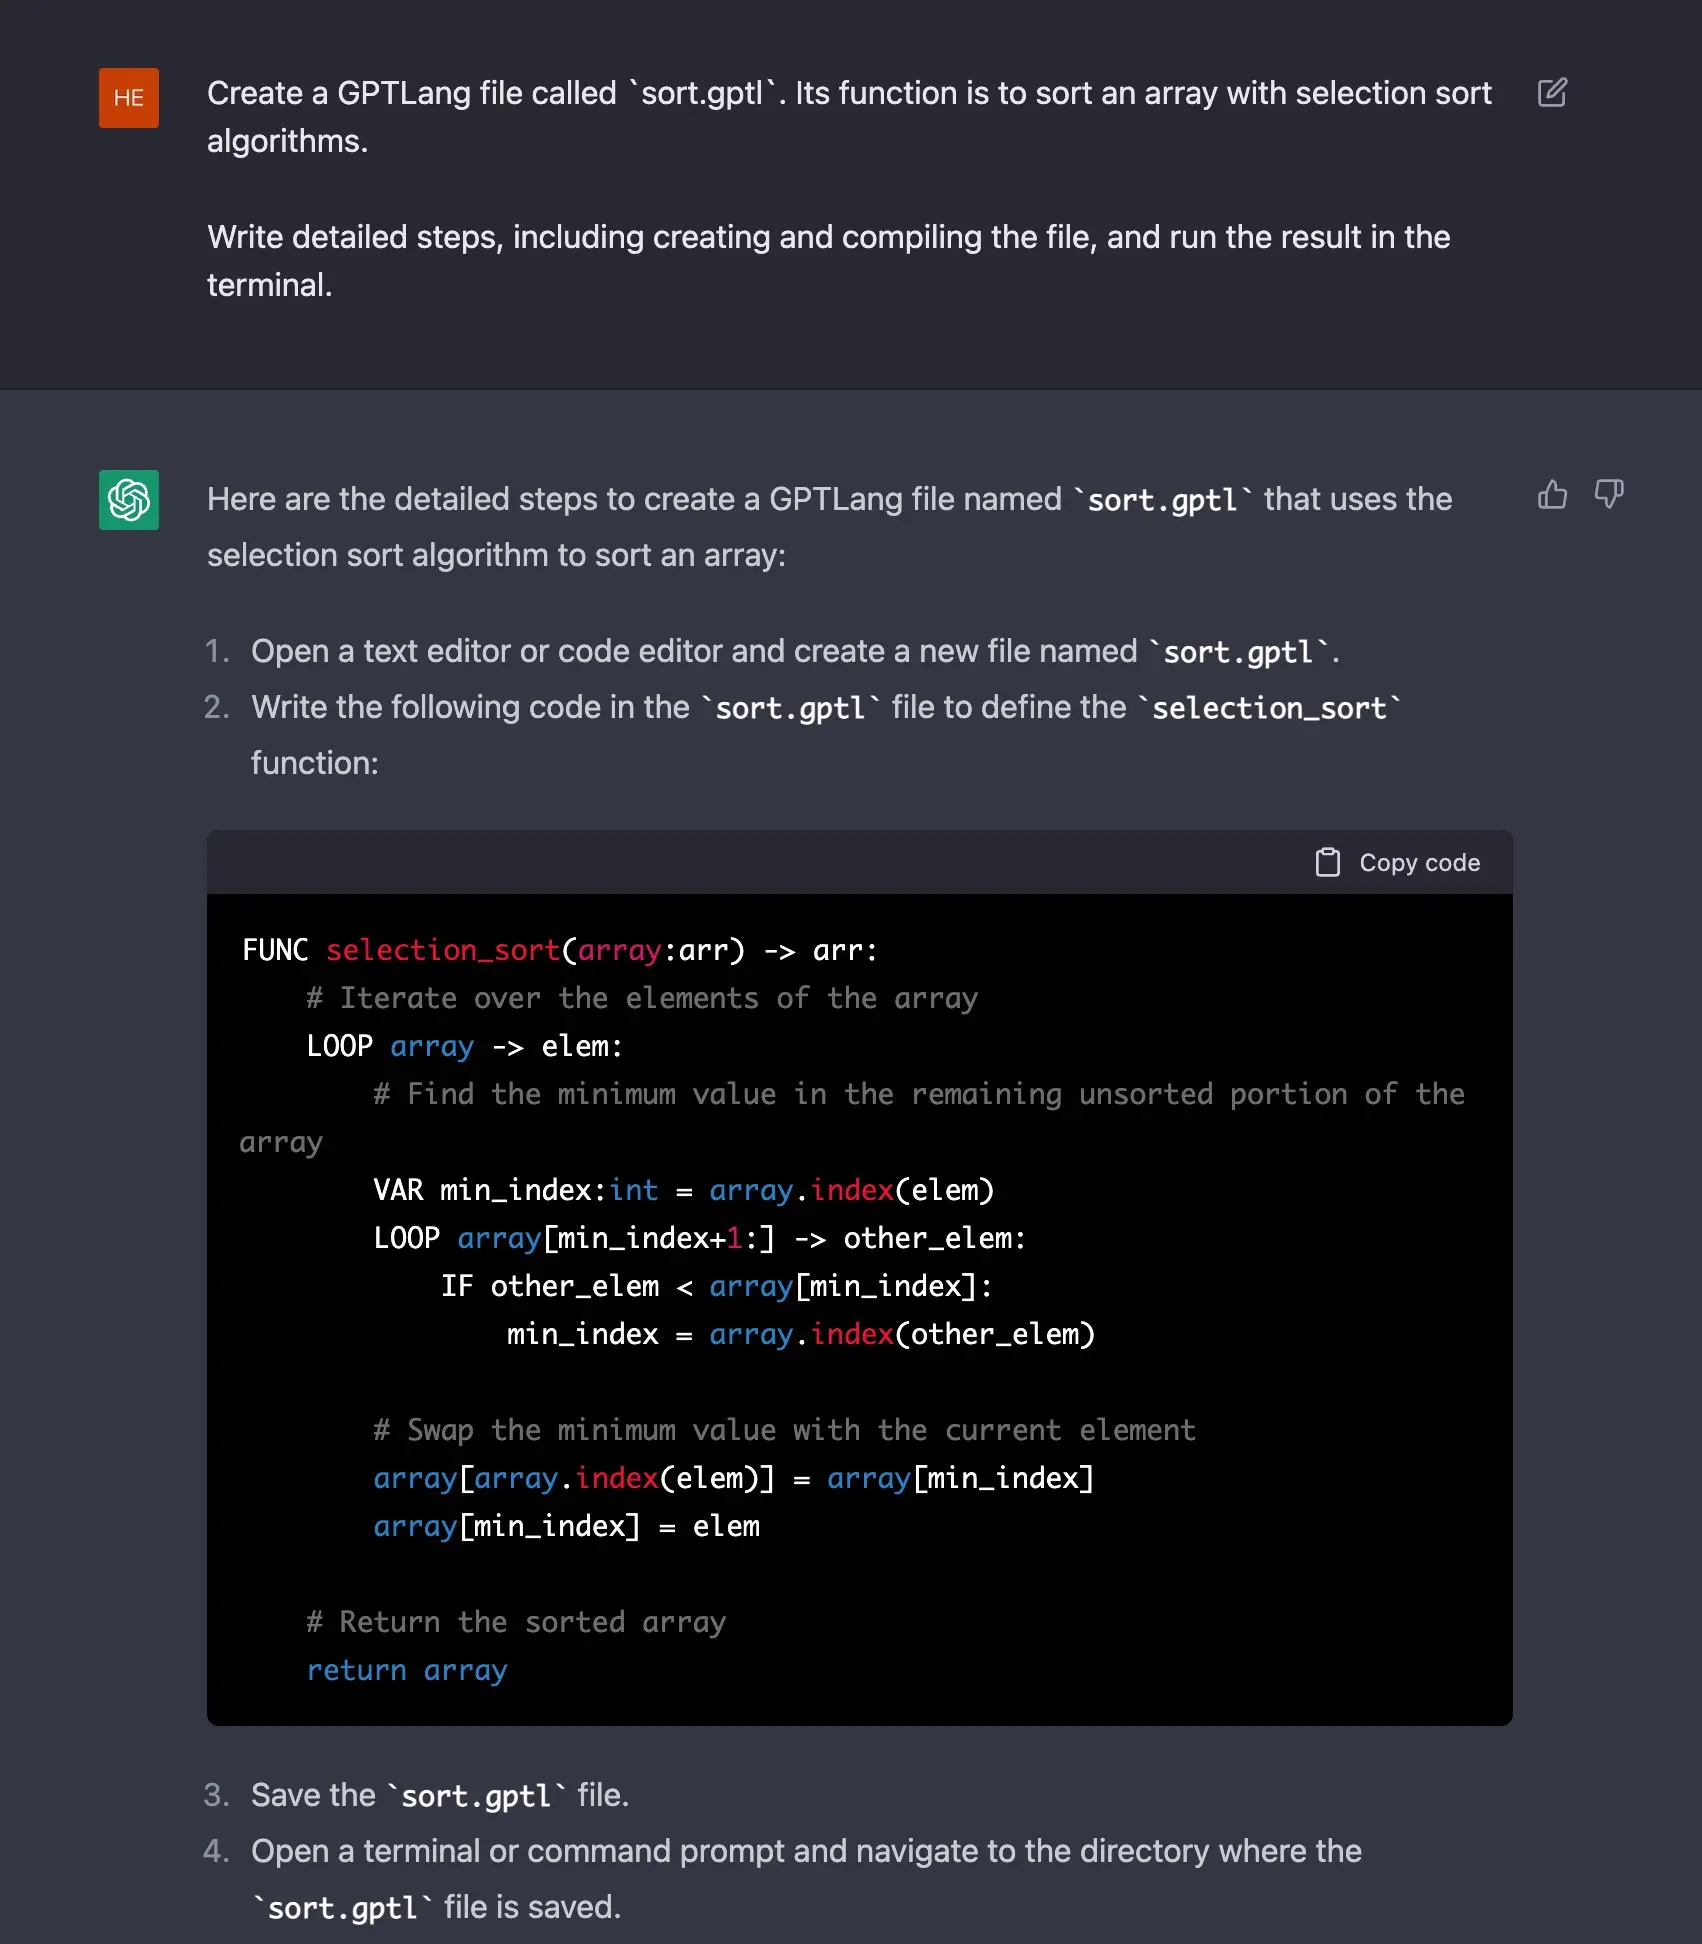 HE
Create a GPTLang file called `sort.gptl`. Its function is to sort an array with selection sort
algorithms.
Write detailed steps, including creating and compiling the file, and run the result in the
terminal.
Here are the detailed steps to create a GPTLang file named `sort.gptl` that uses the
selection sort algorithm to sort an array:
1. Open a text editor or code editor and create a new file named `sort.gptl`.
2. Write the following code in the `sort.gptl` file to define the `selection_sort`
function:
Copy code
FUNC selection_sort(array:arr) -> arr:
    # Iterate over the elements of the array
    LOOP array -> elem:
        # Find the minimum value in the remaining unsorted portion of the
array
        VAR min_index:int = array.index(elem)
        LOOP array[min_index+1:] -> other_elem:
            IF other_elem < array[min_index]:
                min_index = array.index(other_elem)
        # Swap the minimum value with the current element
        array[array.index(elem)] = array[min_index]
        array[min_index] = elem
    # Return the sorted array
    return array
3. Save the `sort.gptl` file.
4. Open a terminal or command prompt and navigate to the directory where the
`sort.gptl` file is saved.